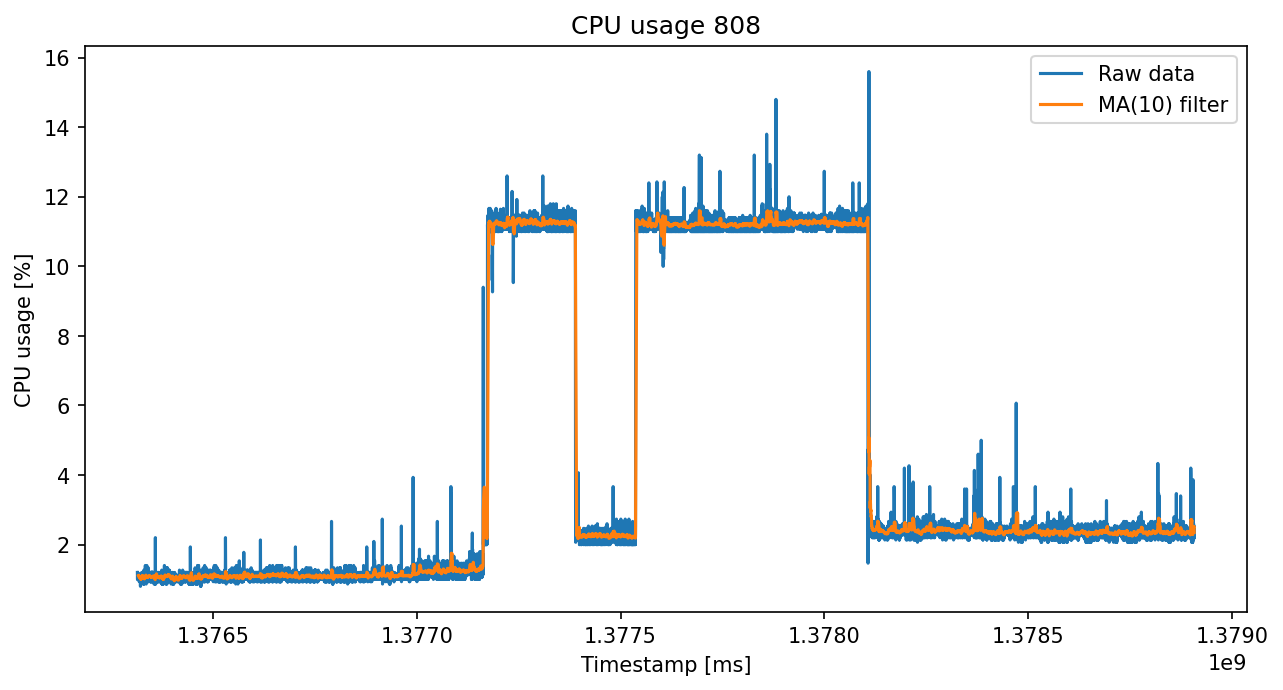 CPU usage 808
Raw data
MA(10) filter
CPU usage [%]
16
14
12
10
8
6
4
2
1.3765
1.3770
1.3775
1.3780
1.3785
1.3790
1e9
Timestamp [ms]